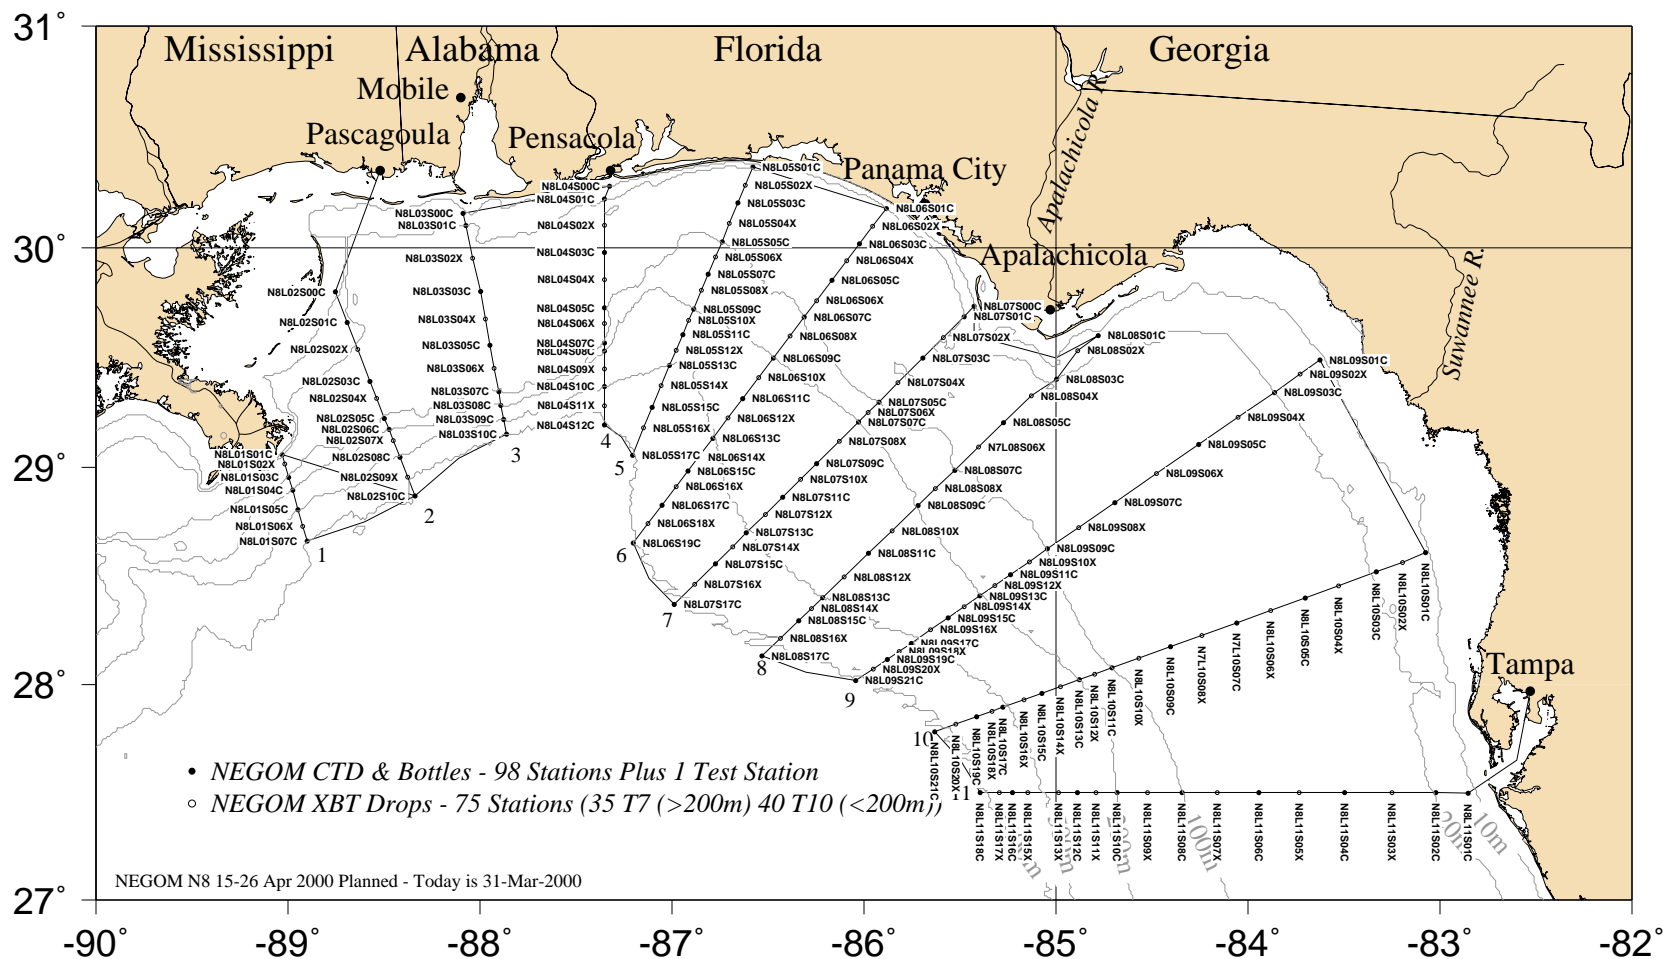 31°
30°
29°
28°
27°
-90°
-89°
-88°
-87°
-86°
-85°
-84°
-83°
-82°
Mississippi
Alabama
Florida
Georgia
Mobile
Pascagoula
Pensacola
Panama City
Apalachicola
Tampa
Apalachicola R.
Suwannee R.
N8L01S01C
N8L01S02X
N8L01S03C
N8L01S04C
N8L01S05C
N8L01S06X
N8L01S07C
1
N8L02S00C
N8L02S01C
N8L02S02X
N8L02S03C
N8L02S04X
N8L02S05C
N8L02S06C
N8L02S07X
N8L02S08C
N8L02S09X
N8L02S10C
2
N8L03S00C
N8L03S01C
N8L03S02X
N8L03S03C
N8L03S04X
N8L03S05C
N8L03S06X
N8L03S07C
N8L03S08C
N8L03S09C
N8L03S10C
3
N8L04S00C
N8L04S01C
N8L04S02X
N8L04S03C
N8L04S04X
N8L04S05C
N8L04S06X
N8L04S07C
N8L04S08C
N8L04S09X
N8L04S10C
N8L04S11X
N8L04S12C
4
N8L05S01C
N8L05S02X
N8L05S03C
N8L05S04X
N8L05S05C
N8L05S06X
N8L05S07C
N8L05S08X
N8L05S09C
N8L05S10X
N8L05S11C
N8L05S12X
N8L05S13C
N8L05S14X
N8L05S15C
N8L05S16X
N8L05S17C
5
N8L06S01C
N8L06S02X
N8L06S03C
N8L06S04X
N8L06S05C
N8L06S06X
N8L06S07C
N8L06S08X
N8L06S09C
N8L06S10X
N8L06S11C
N8L06S12X
N8L06S13C
N8L06S14X
N8L06S15C
N8L06S16X
N8L06S17C
N8L06S18X
N8L06S19C
6
N8L07S00C
N8L07S01C
N8L07S02X
N8L07S03C
N8L07S04X
N8L07S05C
N8L07S06X
N8L07S07C
N8L07S08X
N8L07S09C
N8L07S10X
N8L07S11C
N8L07S12X
N8L07S13C
N8L07S14X
N8L07S15C
N8L07S16X
N8L07S17C
7
N8L08S01C
N8L08S02X
N8L08S03C
N8L08S04X
N8L08S05C
N7L08S06X
N8L08S07C
N8L08S08X
N8L08S09C
N8L08S10X
N8L08S11C
N8L08S12X
N8L08S13C
N8L08S14X
N8L08S15C
N8L08S16X
N8L08S17C
8
N8L09S01C
N8L09S02X
N8L09S03C
N8L09S04X
N8L09S05C
N8L09S06X
N8L09S07C
N8L09S08X
N8L09S09C
N8L09S10X
N8L09S11C
N8L09S12X
N8L09S13C
N8L09S14X
N8L09S15C
N8L09S16X
N8L09S17C
N8L09S18X
N8L09S19C
N8L09S20X
N8L09S21C
9
N8L10S01C
N8L10S02X
N8L10S03C
N8L10S04X
N8L10S05C
N8L10S06X
N7L10S07C
N7L10S08X
N8L10S09C
N8L10S10X
N8L10S11C
N8L10S12X
N8L10S13C
N8L10S14X
N8L10S15C
N8L10S16X
N8L10S17C
N8L10S18X
N8L10S19C
N8L10S20X
N8L10S21C
10
N8L11S01C
N8L11S02C
N8L11S03X
N8L11S04C
N8L11S05X
N8L11S06C
N8L11S07X
N8L11S08C
N8L11S09X
N8L11S10C
N8L11S11X
N8L11S12C
N8L11S13X
N8L11S15X
N8L11S16C
N8L11S17X
N8L11S18C
10m
20m
100m
NEGOM CTD & Bottles - 98 Stations Plus 1 Test Station
NEGOM XBT Drops - 75 Stations (35 T7 (>200m) 40 T10 (<200m))
NEGOM N8 15-26 Apr 2000 Planned - Today is 31-Mar-2000